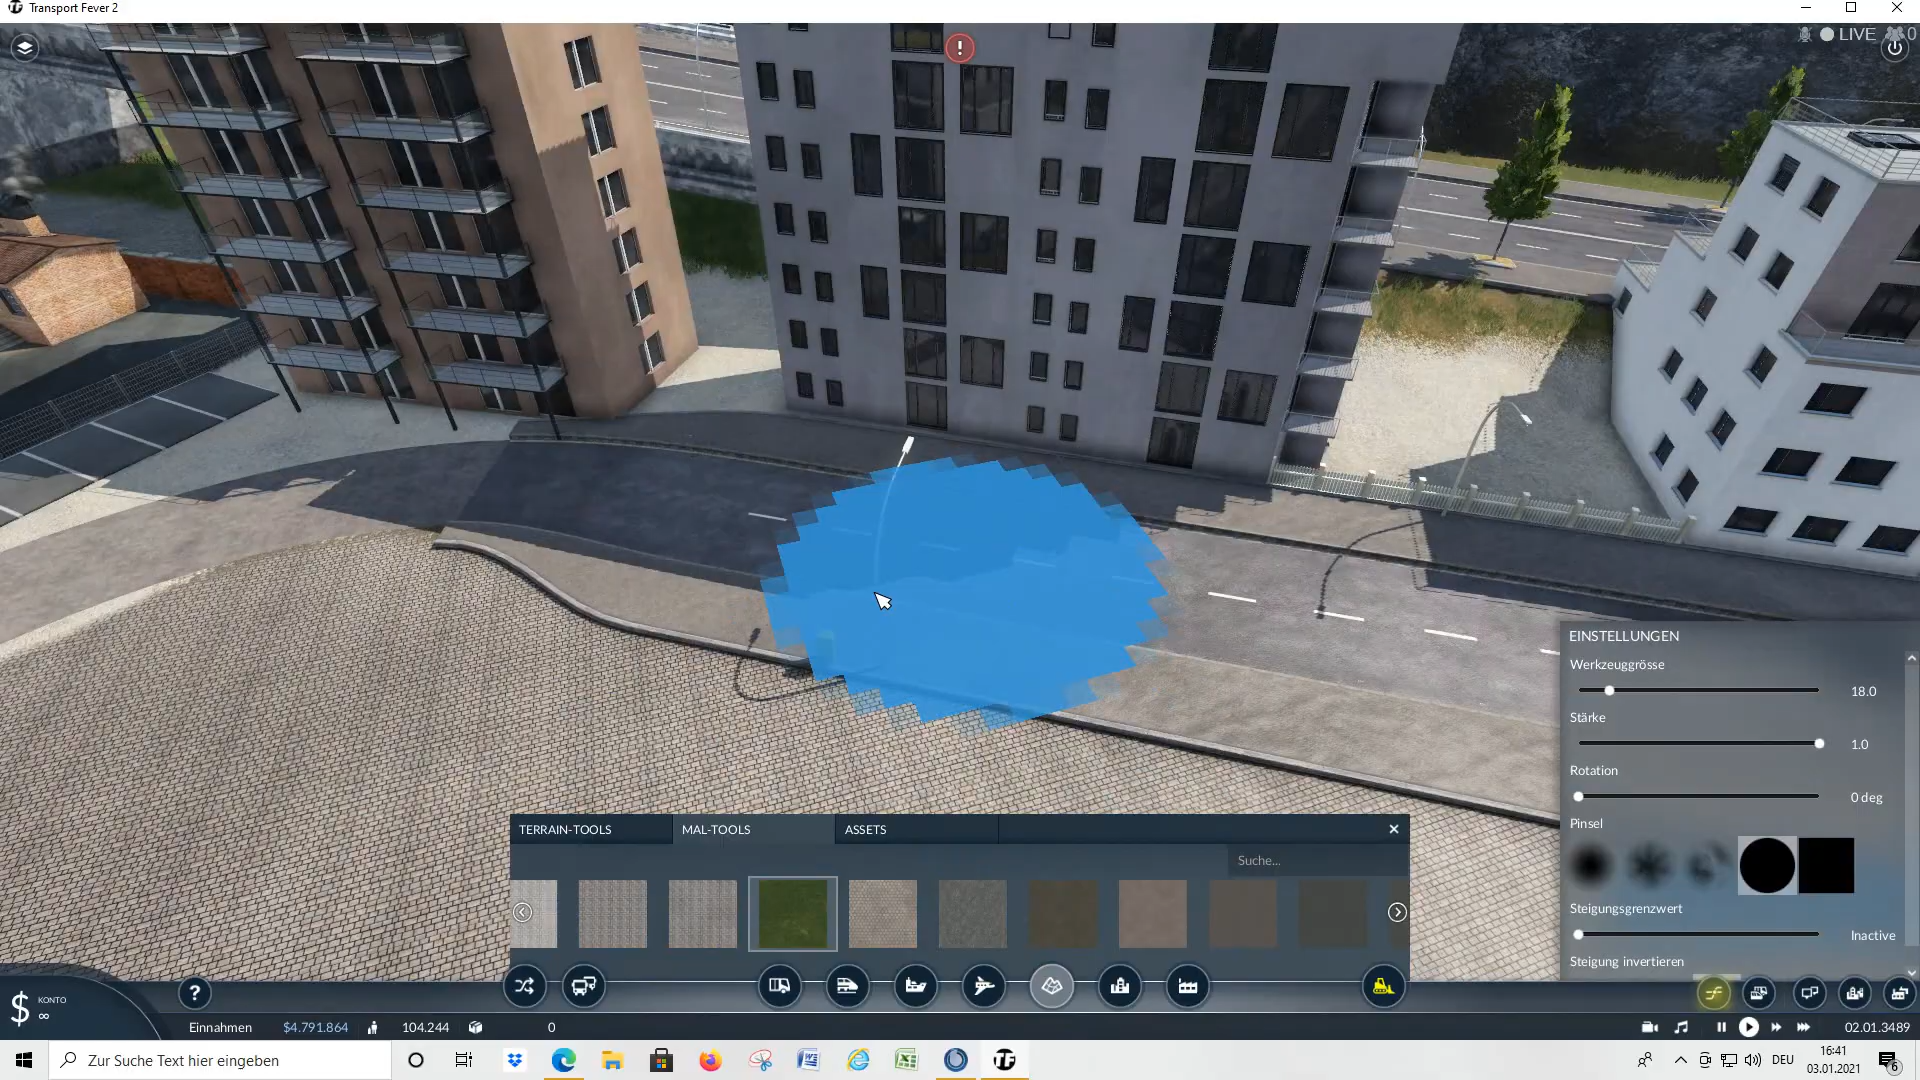 Transport Fever 2
LIVE 0
EINSTELLUNGEN
Werkzeuggrösse
18.0
Stärke
1.0
Rotation
0 deg
Pinsel
Steigungsgrenzwert
Inactive
Steigung invertieren
TERRAIN-TOOLS
MAL-TOOLS
ASSETS
Suche...
$
KONTO
∞
?
Einnahmen
$4.791.864
104.244
0
02.01.3489
Zur Suche Text hier eingeben
DEU
16:41
03.01.2021
6